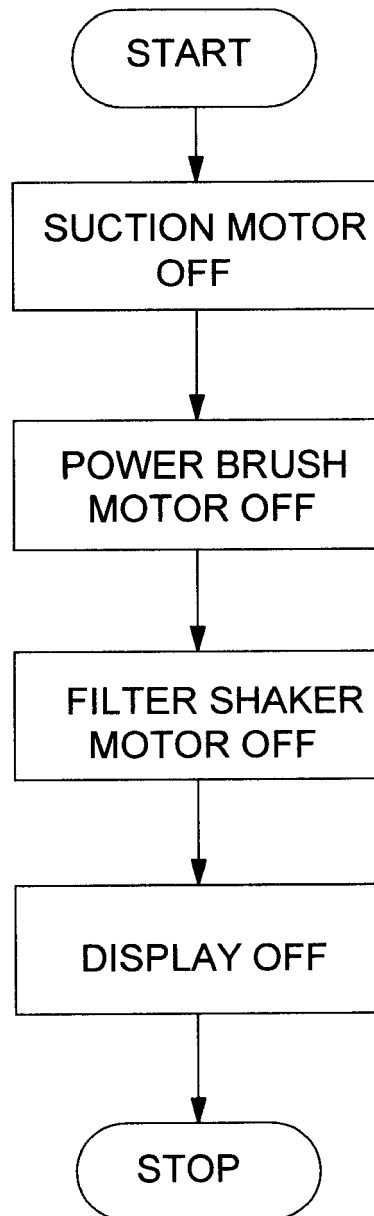 START
SUCTION MOTOR
OFF
POWER BRUSH
MOTOR OFF
FILTER SHAKER
MOTOR OFF
DISPLAY OFF
STOP